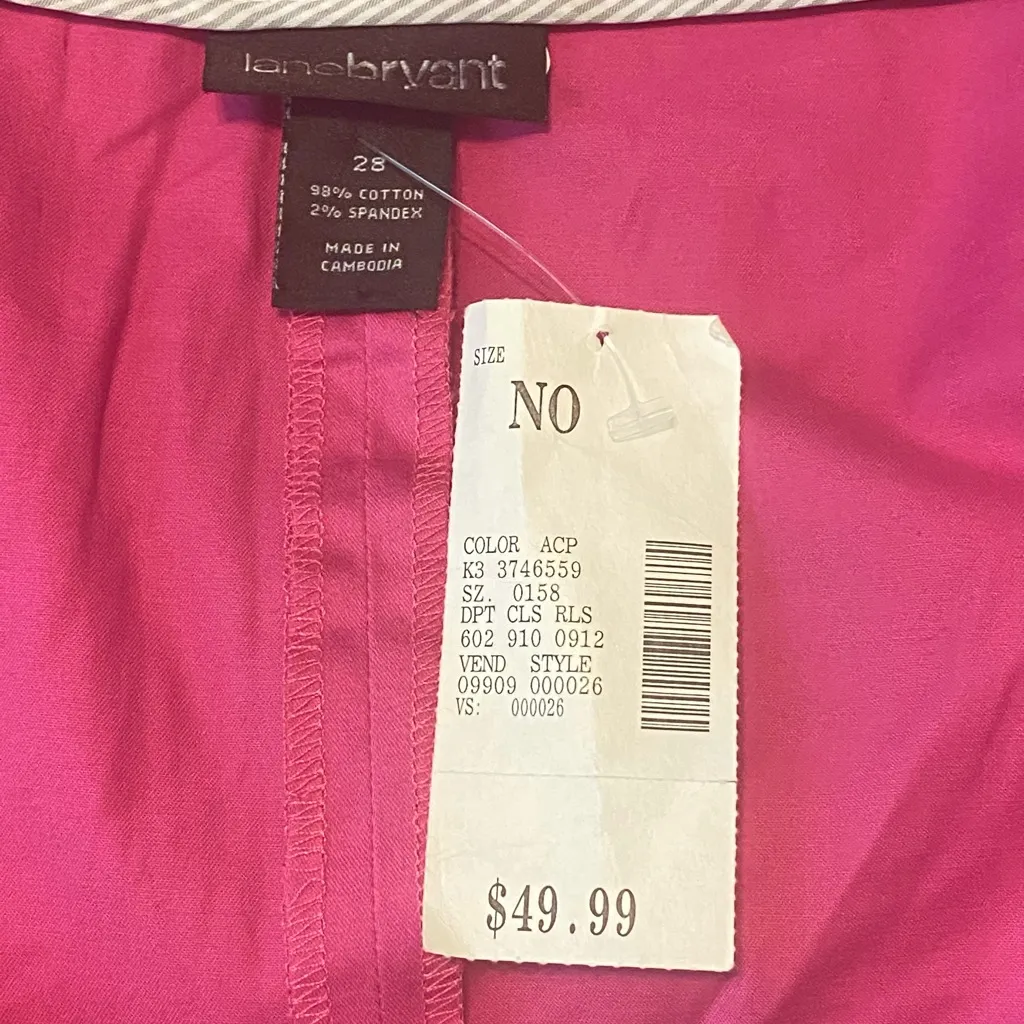 lanebryant
28
98% COTTON
2% SPANDEX
MADE IN
CAMBODIA
SIZE
NO
COLOR ACP
K3 3746559
SZ. 0158
DPT CLS RLS
602 910 0912
VEND STYLE
09909 000026
VS: 000026
$49.99